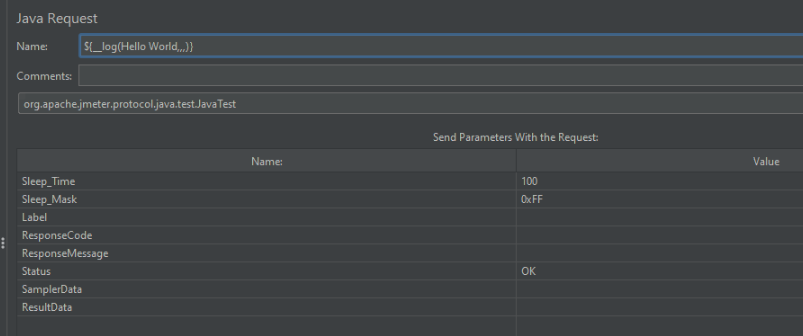 Java Request
Name: ${__log(Hello World,,,)}
Comments:
org.apache.jmeter.protocol.java.test.JavaTest
Send Parameters With the Request:
Name: Value
Sleep_Time 100
Sleep_Mask 0xFF
Label
ResponseCode
ResponseMessage
Status OK
SamplerData
ResultData